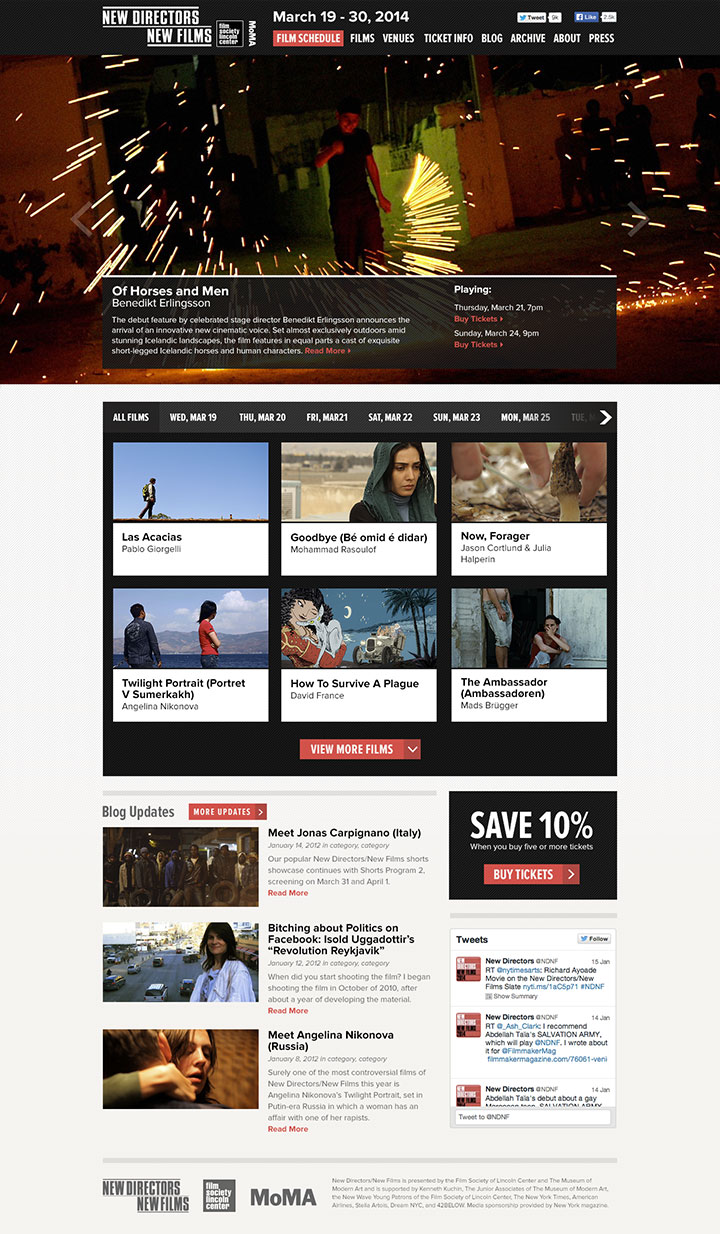 NEW DIRECTORS
NEW FILMS
film
society
lincoln
center
MoMA
March 19 - 30, 2014
Tweet 9k
Like 2.5k
FILM SCHEDULE FILMS VENUES TICKET INFO BLOG ARCHIVE ABOUT PRESS
Of Horses and Men
Benedikt Erlingsson
The debut feature by celebrated stage director Benedikt Erlingsson announces the
arrival of an innovative new cinematic voice. Set almost exclusively outdoors amid
stunning Icelandic landscapes, the film features in equal parts a cast of exquisite
short-legged Icelandic horses and human characters. Read More
Playing:
Thursday, March 21, 7pm
Buy Tickets
Sunday, March 24, 9pm
Buy Tickets
ALL FILMS WED, MAR 19 THU, MAR 20 FRI, MAR21 SAT, MAR 22 SUN, MAR 23 MON, MAR 25 TUE,
Las Acacias
Pablo Giorgelli
Goodbye (Bé omid é didar)
Mohammad Rasoulof
Now, Forager
Jason Cortlund & Julia
Halperin
Twilight Portrait (Portret
V Sumerkakh)
Angelina Nikonova
How To Survive A Plague
David France
The Ambassador
(Ambassadøren)
Mads Brügger
VIEW MORE FILMS
Blog Updates
MORE UPDATES
Meet Jonas Carpignano (Italy)
January 14, 2012 in category, category
Our popular New Directors/New Films shorts
showcase continues with Shorts Program 2,
screening on March 31 and April 1.
Read More
Bitching about Politics on
Facebook: Isold Uggadottir's
“Revolution Reykjavik”
January 12, 2012 in category, category
When did you start shooting the film? I began
shooting the film in October of 2010, after
about a year of developing the material.
Read More
Meet Angelina Nikonova
(Russia)
January 8, 2012 in category, category
Surely one of the most controversial films of
New Directors/New Films this year is
Angelina Nikonova's Twilight Portrait, set in
Putin-era Russia in which a woman has an
affair with one of her rapists.
Read More
SAVE 10%
When you buy five or more tickets
BUY TICKETS
Tweets
Follow
New Directors @NDNF 15 Jan
RT @nytimesarts: Richard Ayoade
Movie on the New Directors/New
Films Slate nyti.ms/1aC5p71 #NDNF
Show Summary
New Directors @NDNF 14 Jan
RT @_Ash_Clark: I recommend
Abdellah Taïa's SALVATION ARMY,
which will play @NDNF. I wrote about
it for @FilmmakerMag
filmmakermagazine.com/76061-veni
New Directors @NDNF 14 Jan
Abdellah Taïa's debut about a gay
Moroccan teen, SALVATION ARMY,
Tweet to @NDNF
NEW DIRECTORS
NEW FILMS
film
society
lincoln
center
MoMA
New Directors/New Films is presented by the Film Society of Lincoln Center and The Museum of
Modern Art and is supported by Kenneth Kuchin, The Junior Associates of The Museum of Modern Art,
the New Wave Young Patrons of the Film Society of Lincoln Center, The New York Times, American
Airlines, Stella Artois, Dream NYC, and 42BELOW. Media sponsorship provided by New York magazine.